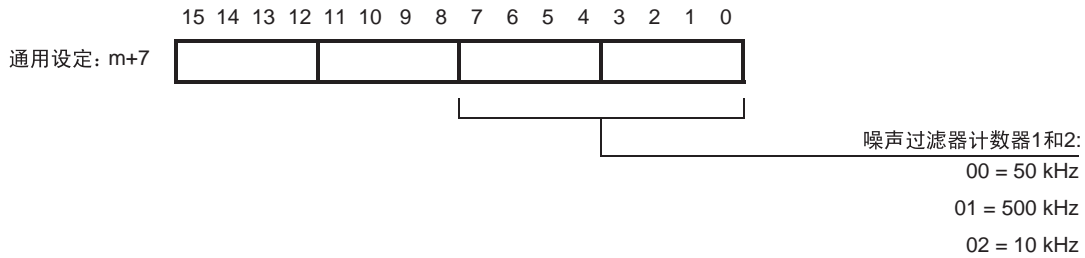 15 14 13 12 11 10 9 8 7 6 5 4 3 2 1 0
通用设定: m+7
噪声过滤器计数器1和2:
00 = 50 kHz
01 = 500 kHz
02 = 10 kHz